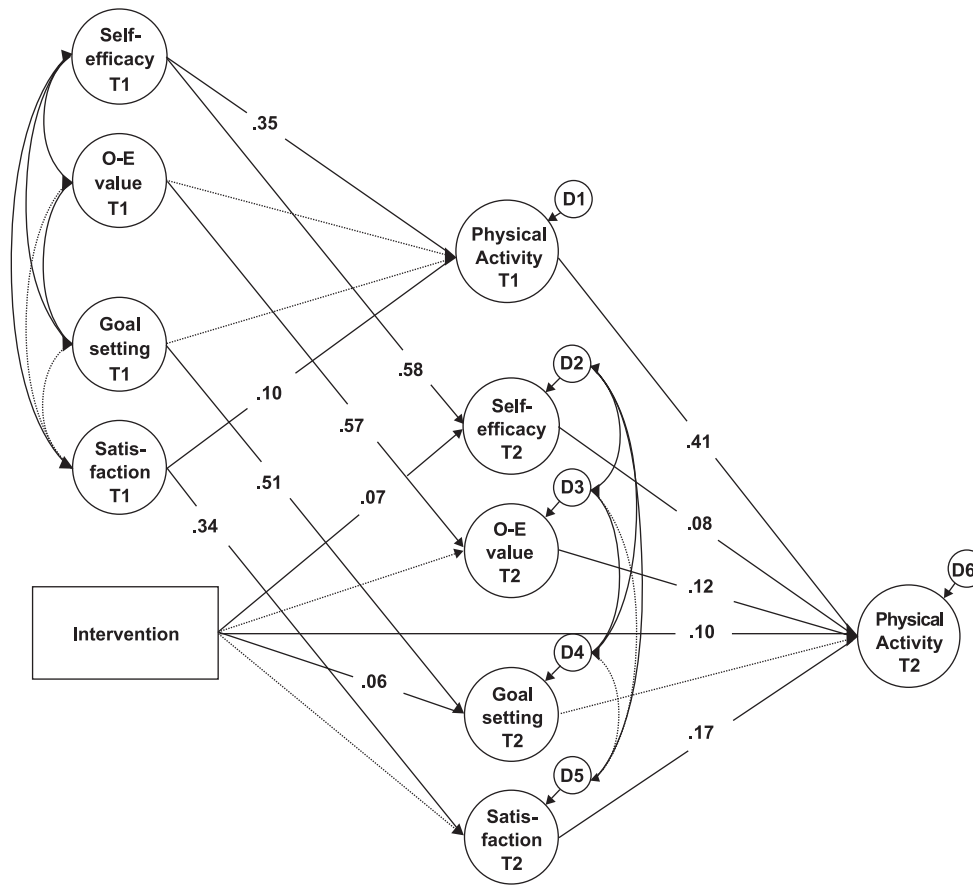 Self-
efficacy
T1
.35
O-E
value
T1
D1
Physical
Activity
T1
Goal
setting
T1
.58
D2
.10
Self-
efficacy
T2
.57
.41
Satis-
faction
T1
.51
.07
D3
.34
O-E
value
T2
.08
.12
D6
Intervention
.10
Physical
Activity
T2
D4
.06
Goal
setting
T2
.17
D5
Satis-
faction
T2